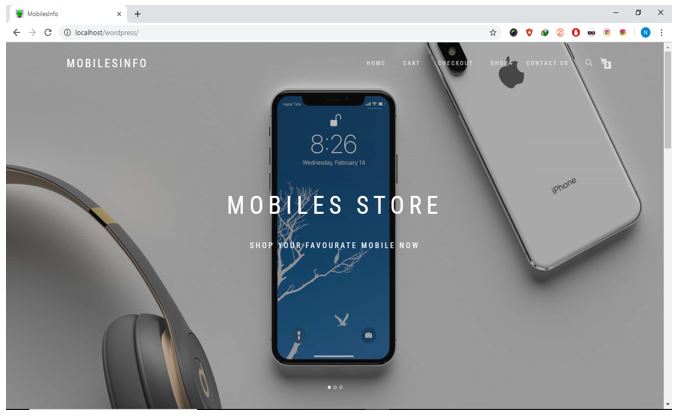 MobilesInfo
localhost/wordpress/
N
MOBILESINFO
HOME CART CHECKOUT SHOP CONTACT US
0
8:26
Wednesday, February 14
iPhone
MOBILES STORE
SHOP YOUR FAVOURATE MOBILE NOW